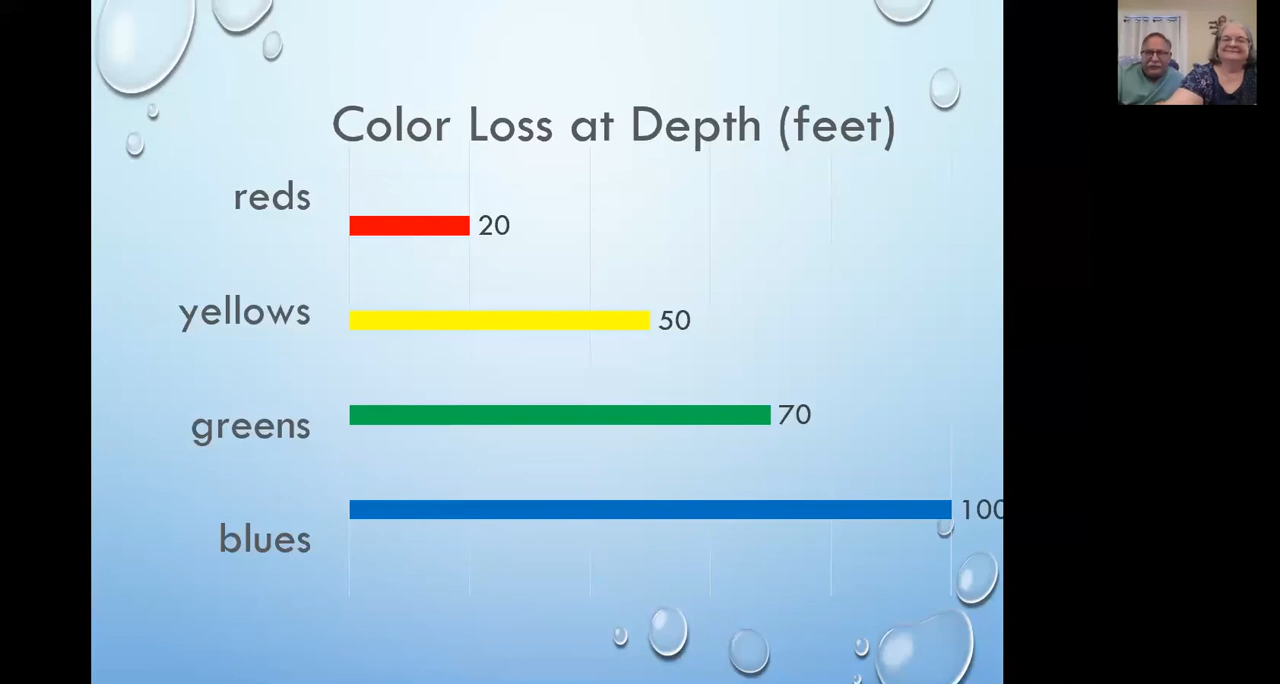 Color Loss at Depth (feet)
reds
20
yellows
50
greens
70
blues
100